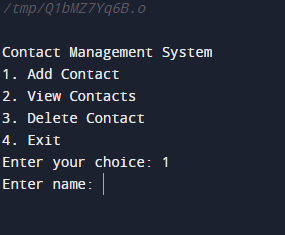 /tmp/Q1bMZ7Yq6B.o
Contact Management System
1. Add Contact
2. View Contacts
3. Delete Contact
4. Exit
Enter your choice: 1
Enter name: